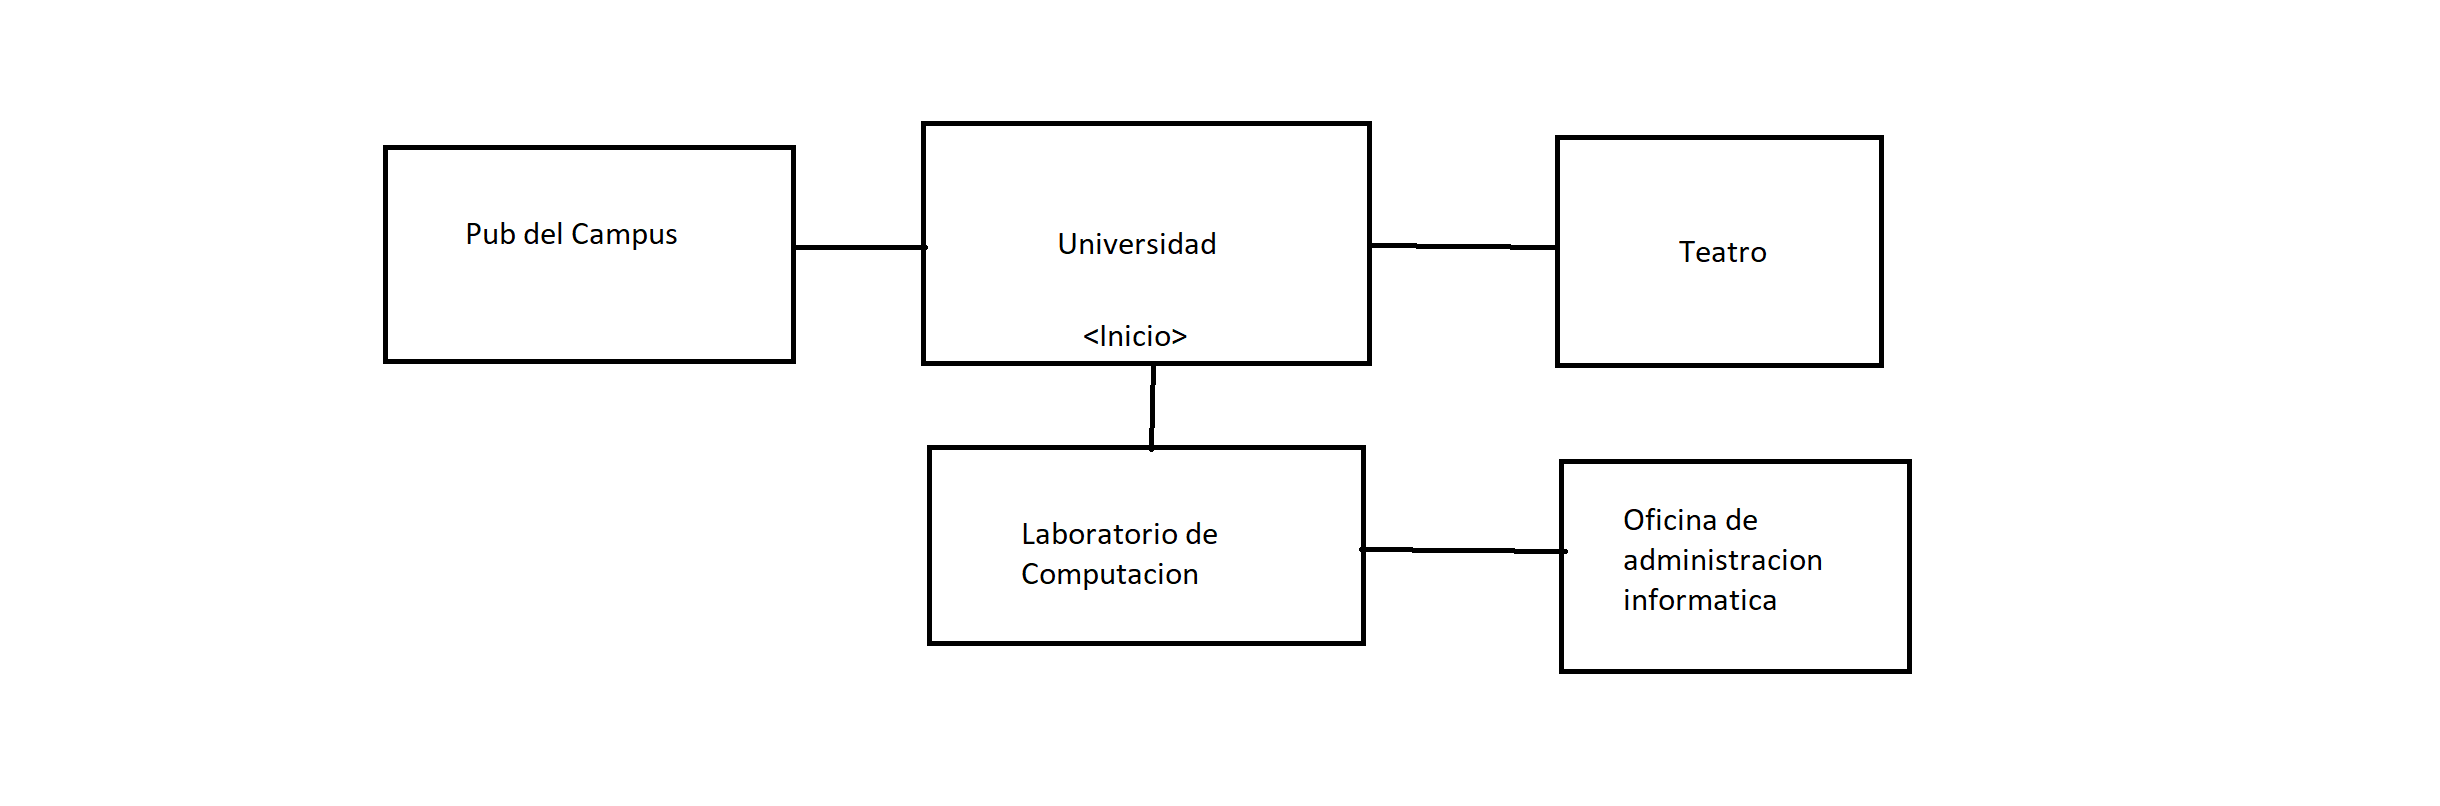 Pub del Campus
Universidad
<Inicio>
Teatro
Laboratorio de
Computacion
Oficina de
administracion
informatica